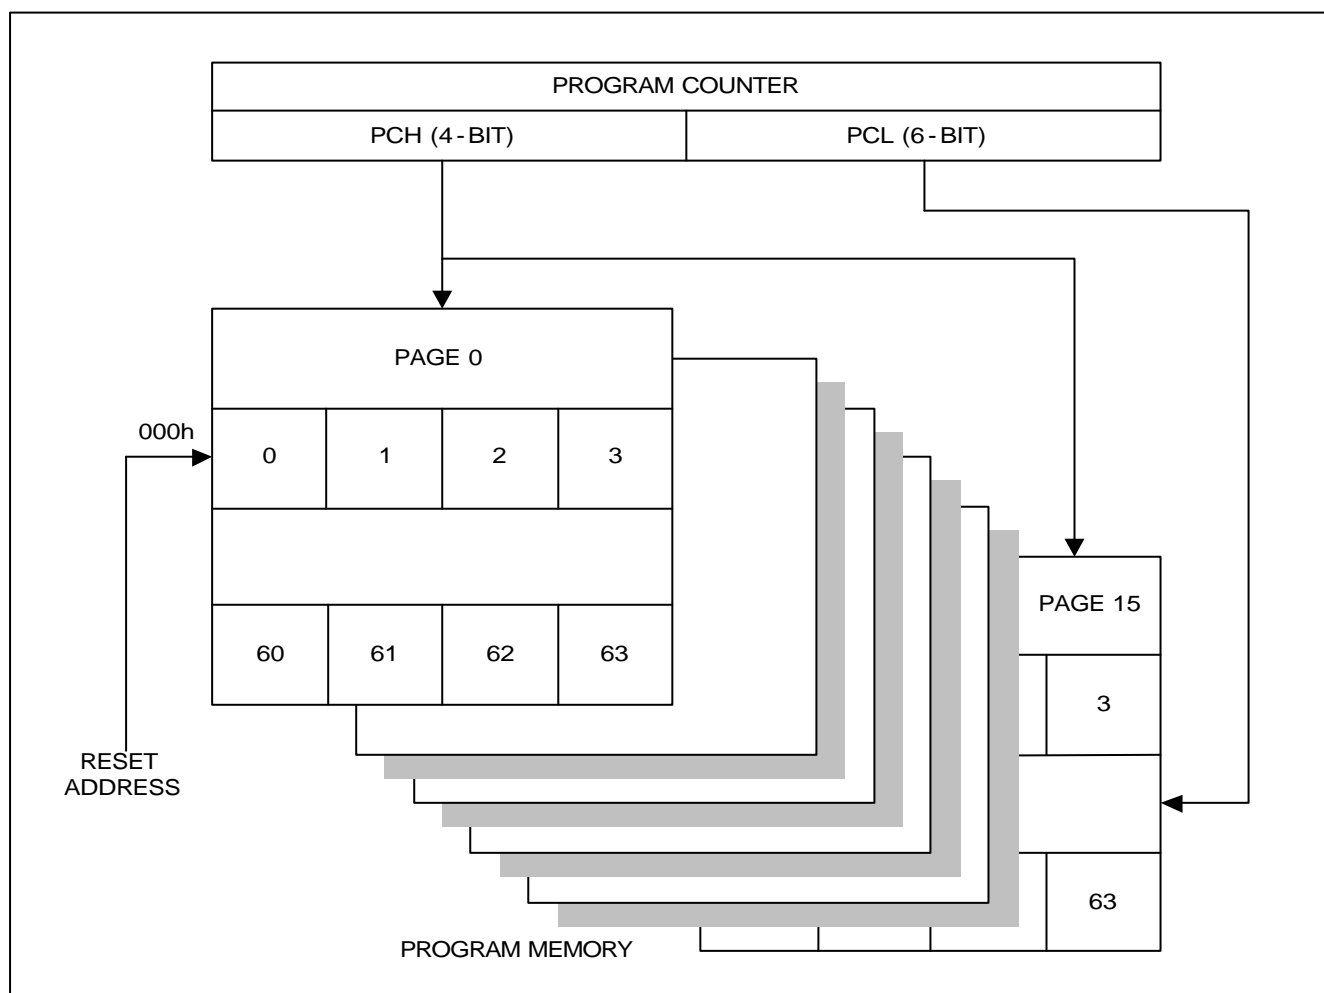 PROGRAM COUNTER
PCH (4-BIT) PCL (6-BIT)
PAGE 0
000h
0 1 2 3
PAGE 15
60 61 62 63
3
RESET
ADDRESS
63
PROGRAM MEMORY